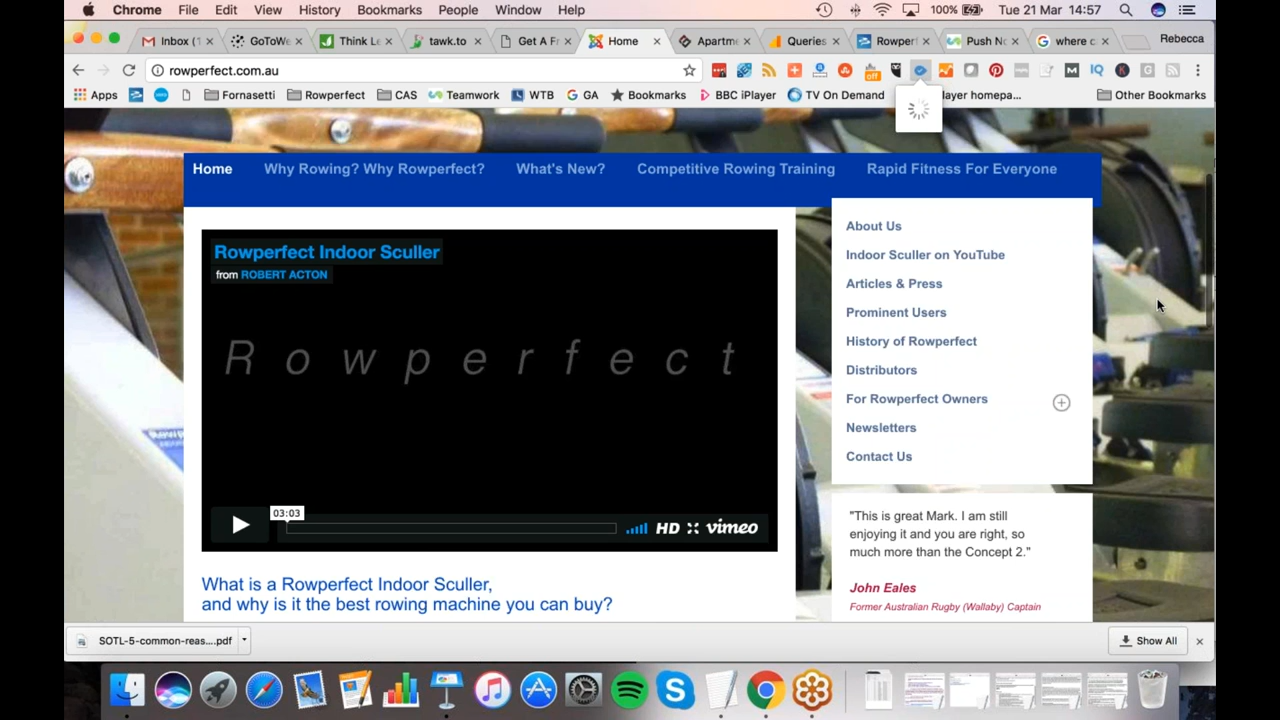 Chrome File Edit View History Bookmarks People Window Help 100% Tue 21 Mar 14:57
Inbox (1 GoToWe Think Le tawk.to Get A Fr Home Apartm Queries Rowperf Push No where c Rebecca
rowperfect.com.au
Apps Fornasetti Rowperfect CAS Teamwork WTB GA Bookmarks BBC iPlayer TV On Demand layer homepa... Other Bookmarks
Home Why Rowing? Why Rowperfect? What's New? Competitive Rowing Training Rapid Fitness For Everyone
Rowperfect Indoor Sculler
from ROBERT ACTON
Rowperfect
03:03
HD vimeo
What is a Rowperfect Indoor Sculler,
and why is it the best rowing machine you can buy?
About Us
Indoor Sculler on YouTube
Articles & Press
Prominent Users
History of Rowperfect
Distributors
For Rowperfect Owners
Newsletters
Contact Us
"This is great Mark. I am still
enjoying it and you are right, so
much more than the Concept 2."
John Eales
Former Australian Rugby (Wallaby) Captain
SOTL-5-common-reas....pdf Show All